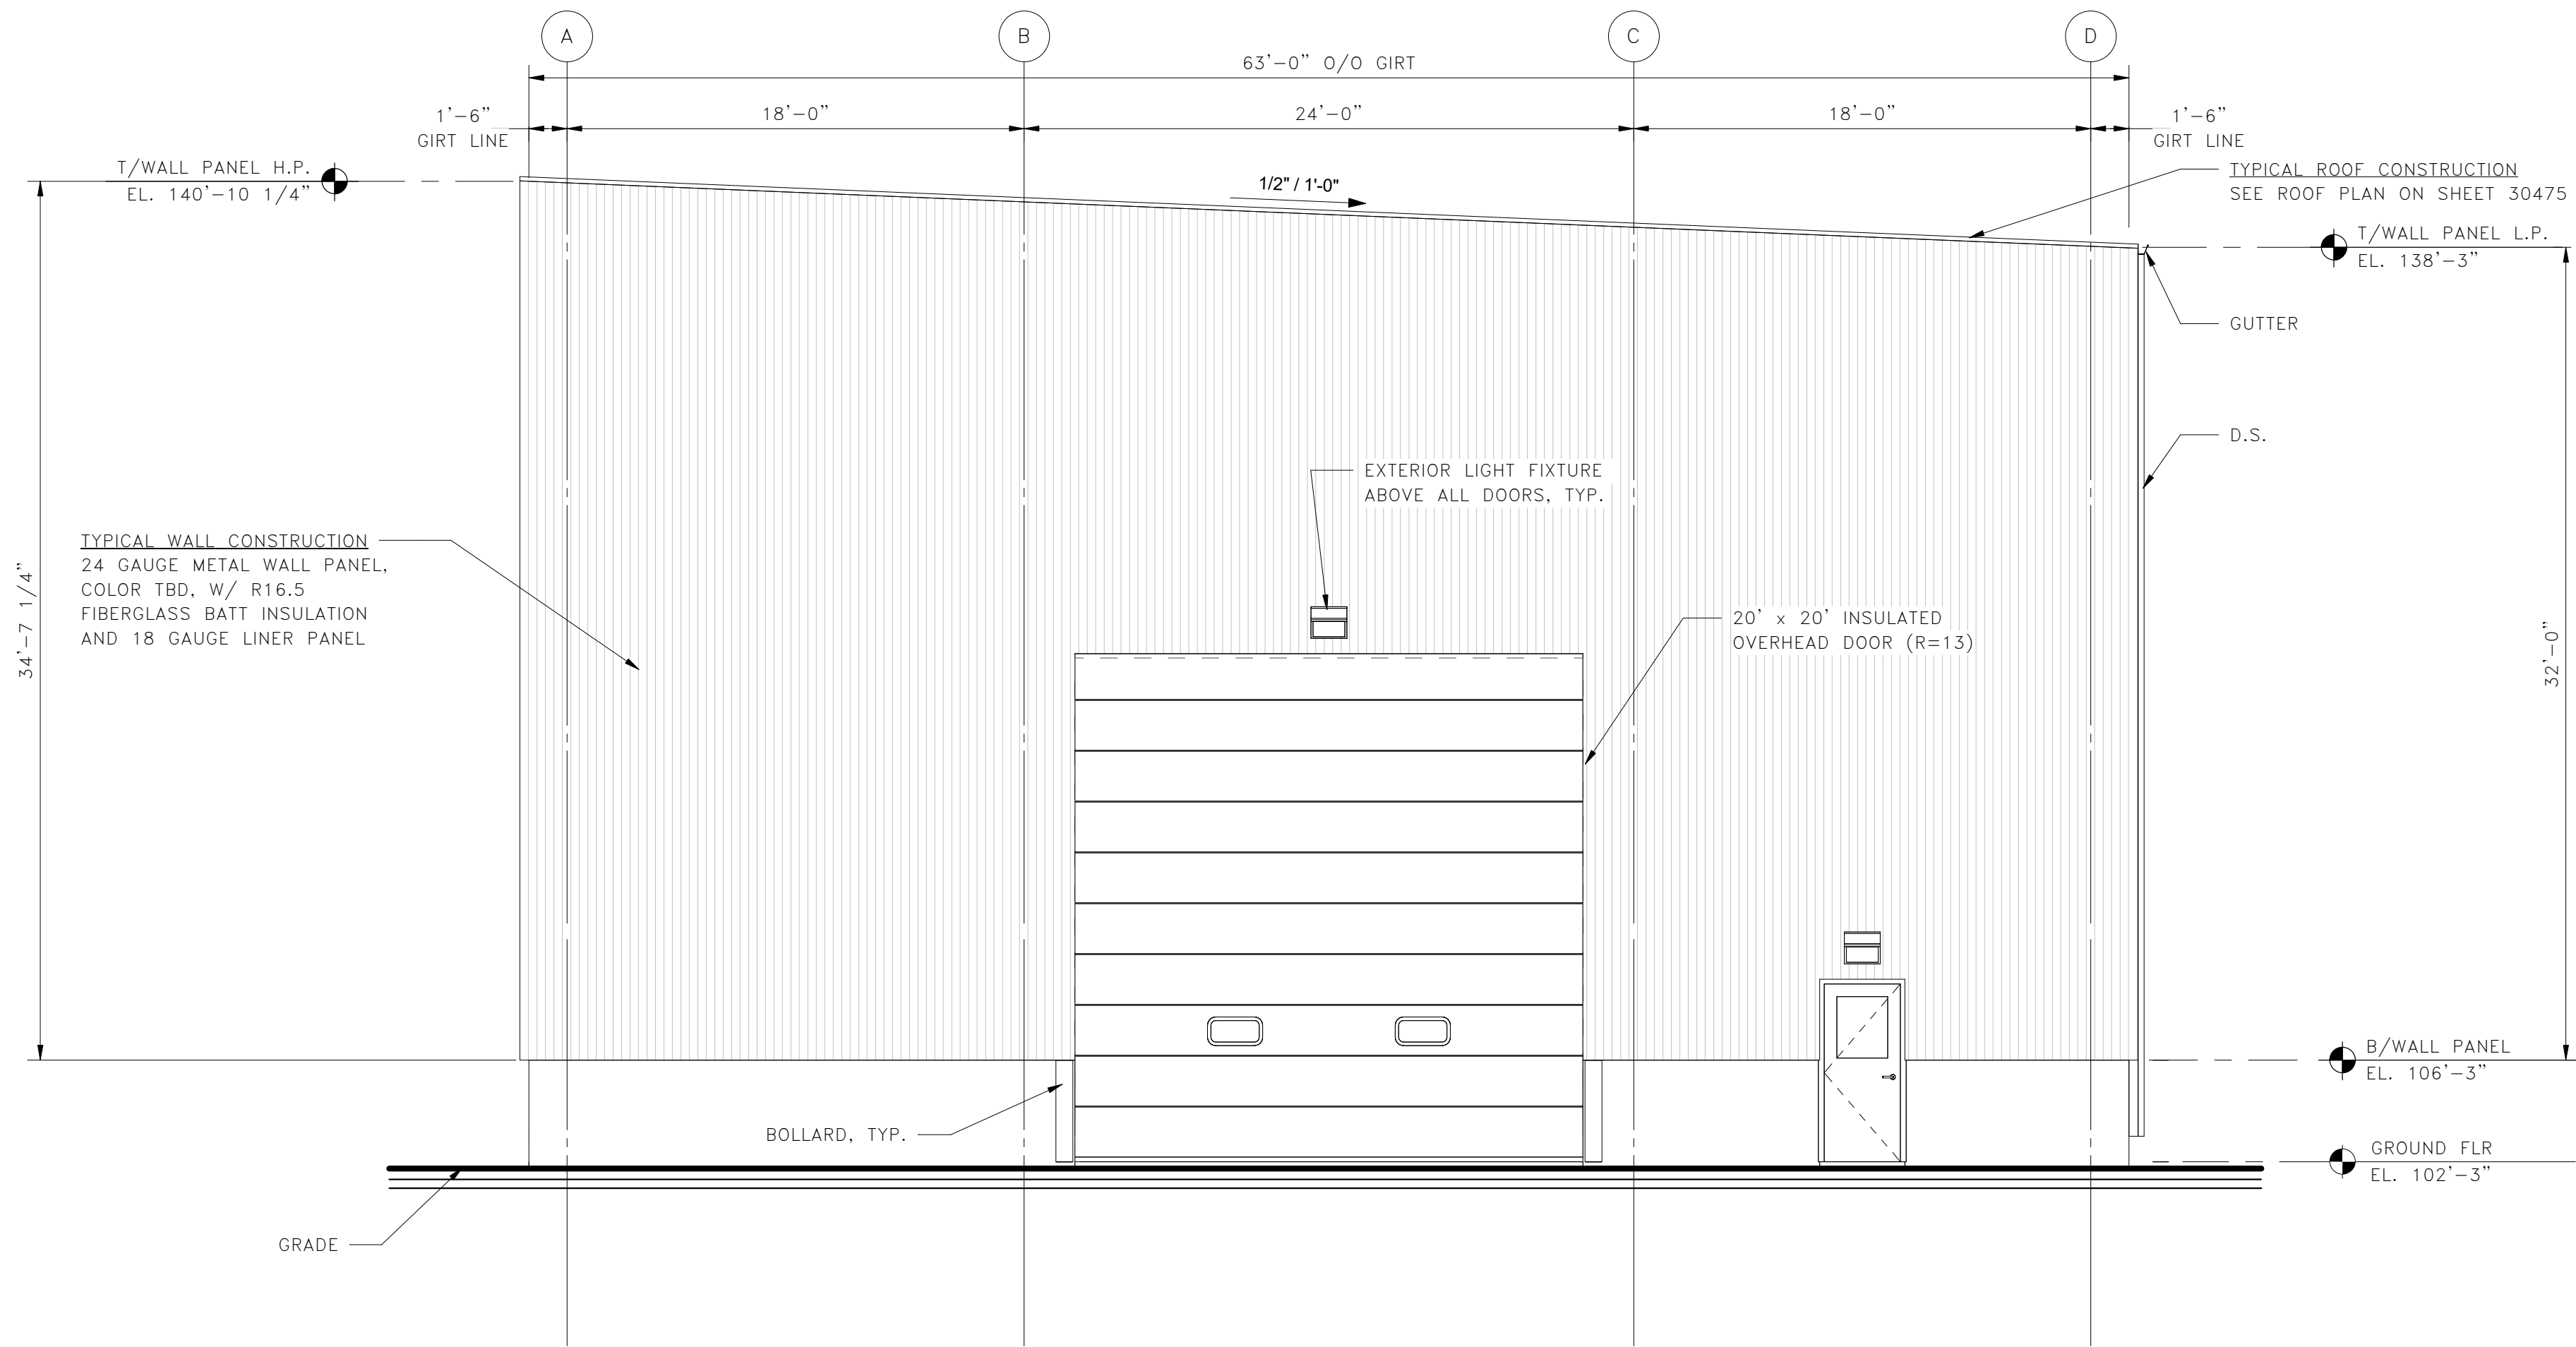 A
B
C
D
63'-0" O/O GIRT
1'-6"
GIRT LINE
18'-0"
24'-0"
18'-0"
1'-6"
GIRT LINE
T/WALL PANEL H.P.
EL. 140'-10 1/4"
1/2" / 1'-0"
TYPICAL ROOF CONSTRUCTION
SEE ROOF PLAN ON SHEET 30475
T/WALL PANEL L.P.
EL. 138'-3"
GUTTER
D.S.
EXTERIOR LIGHT FIXTURE
ABOVE ALL DOORS, TYP.
TYPICAL WALL CONSTRUCTION
24 GAUGE METAL WALL PANEL,
COLOR TBD, W/ R16.5
FIBERGLASS BATT INSULATION
AND 18 GAUGE LINER PANEL
34'-7 1/4"
20' x 20' INSULATED
OVERHEAD DOOR (R=13)
32'-0"
B/WALL PANEL
EL. 106'-3"
BOLLARD, TYP.
GROUND FLR
EL. 102'-3"
GRADE